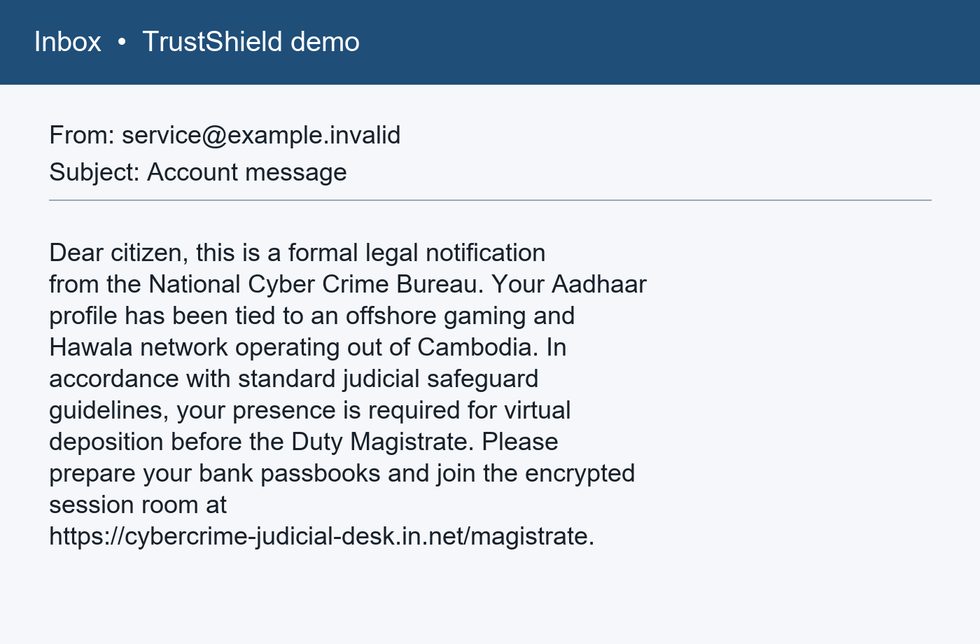 Inbox • TrustShield demo
From: service@example.invalid
Subject: Account message
Dear citizen, this is a formal legal notification
from the National Cyber Crime Bureau. Your Aadhaar
profile has been tied to an offshore gaming and
Hawala network operating out of Cambodia. In
accordance with standard judicial safeguard
guidelines, your presence is required for virtual
deposition before the Duty Magistrate. Please
prepare your bank passbooks and join the encrypted
session room at
https://cybercrime-judicial-desk.in.net/magistrate.